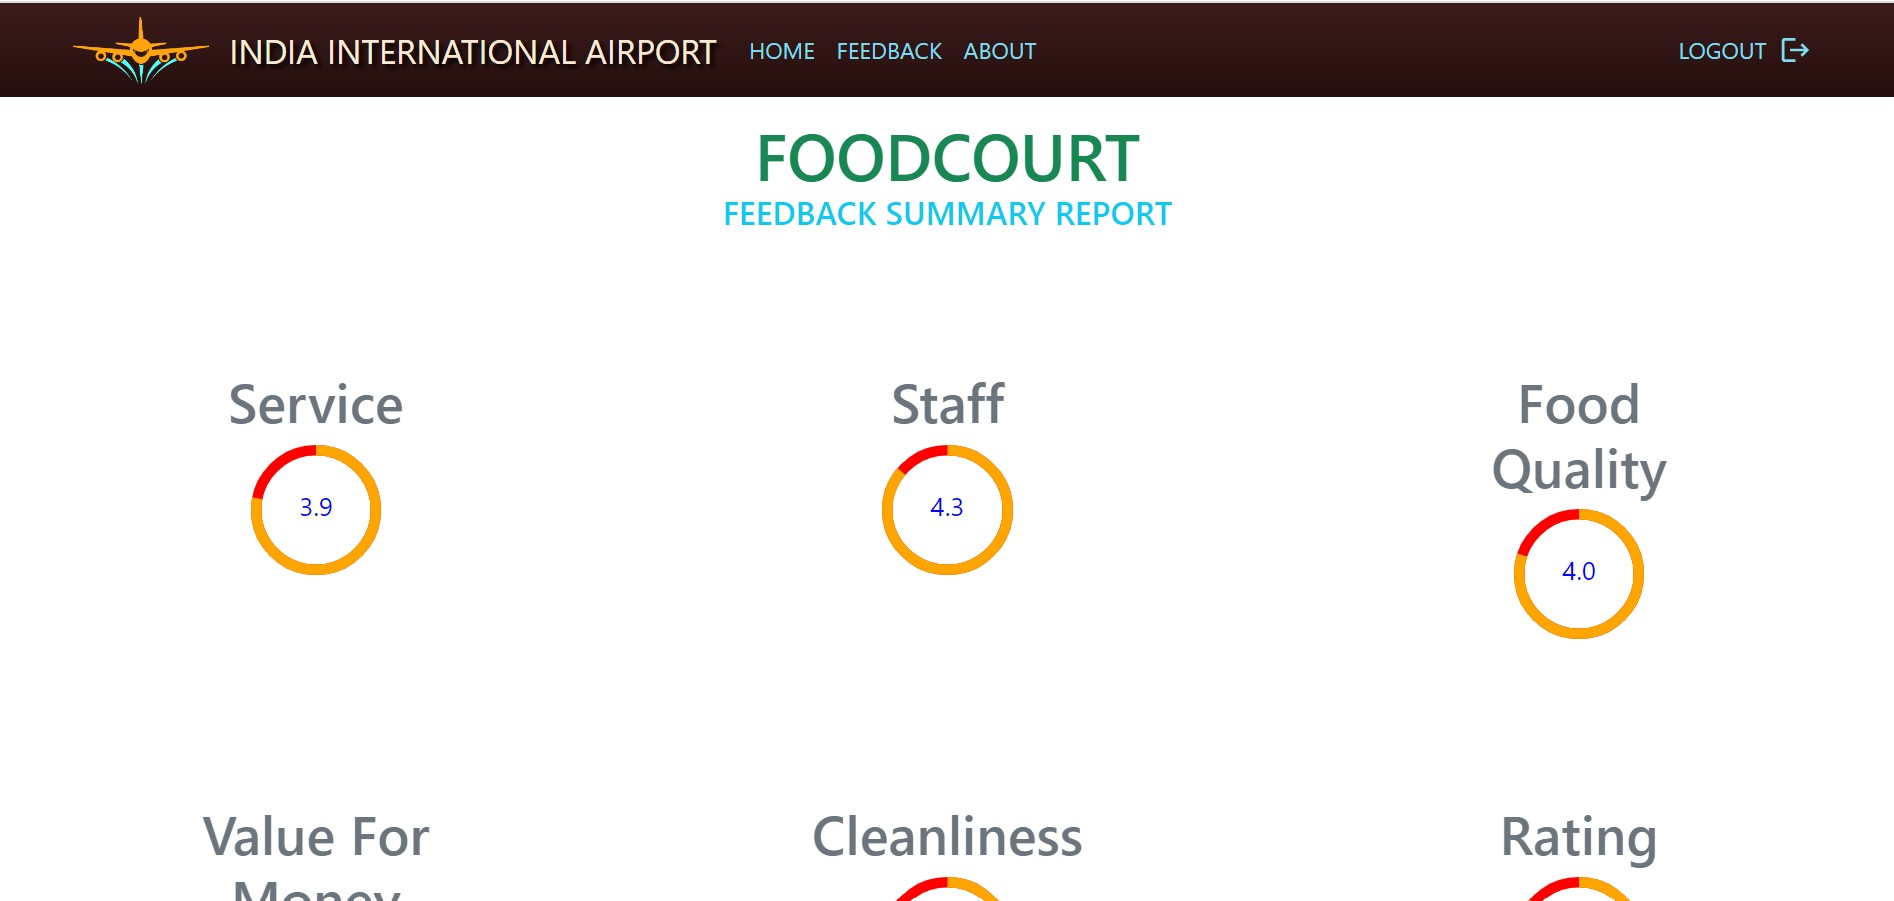 INDIA INTERNATIONAL AIRPORT HOME FEEDBACK ABOUT LOGOUT
FOODCOURT
FEEDBACK SUMMARY REPORT
Service
3.9
Staff
4.3
Food
Quality
4.0
Value For
Money
Cleanliness
Rating